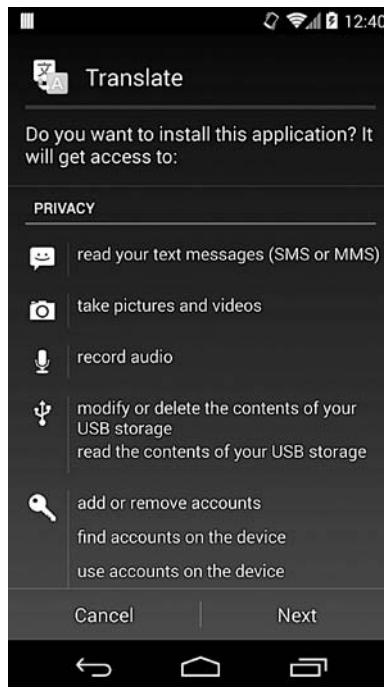 12:40
文
A
Translate
Do you want to install this application? It
will get access to:
PRIVACY
read your text messages (SMS or MMS)
take pictures and videos
record audio
modify or delete the contents of your
USB storage
read the contents of your USB storage
add or remove accounts
find accounts on the device
use accounts on the device
Cancel
Next